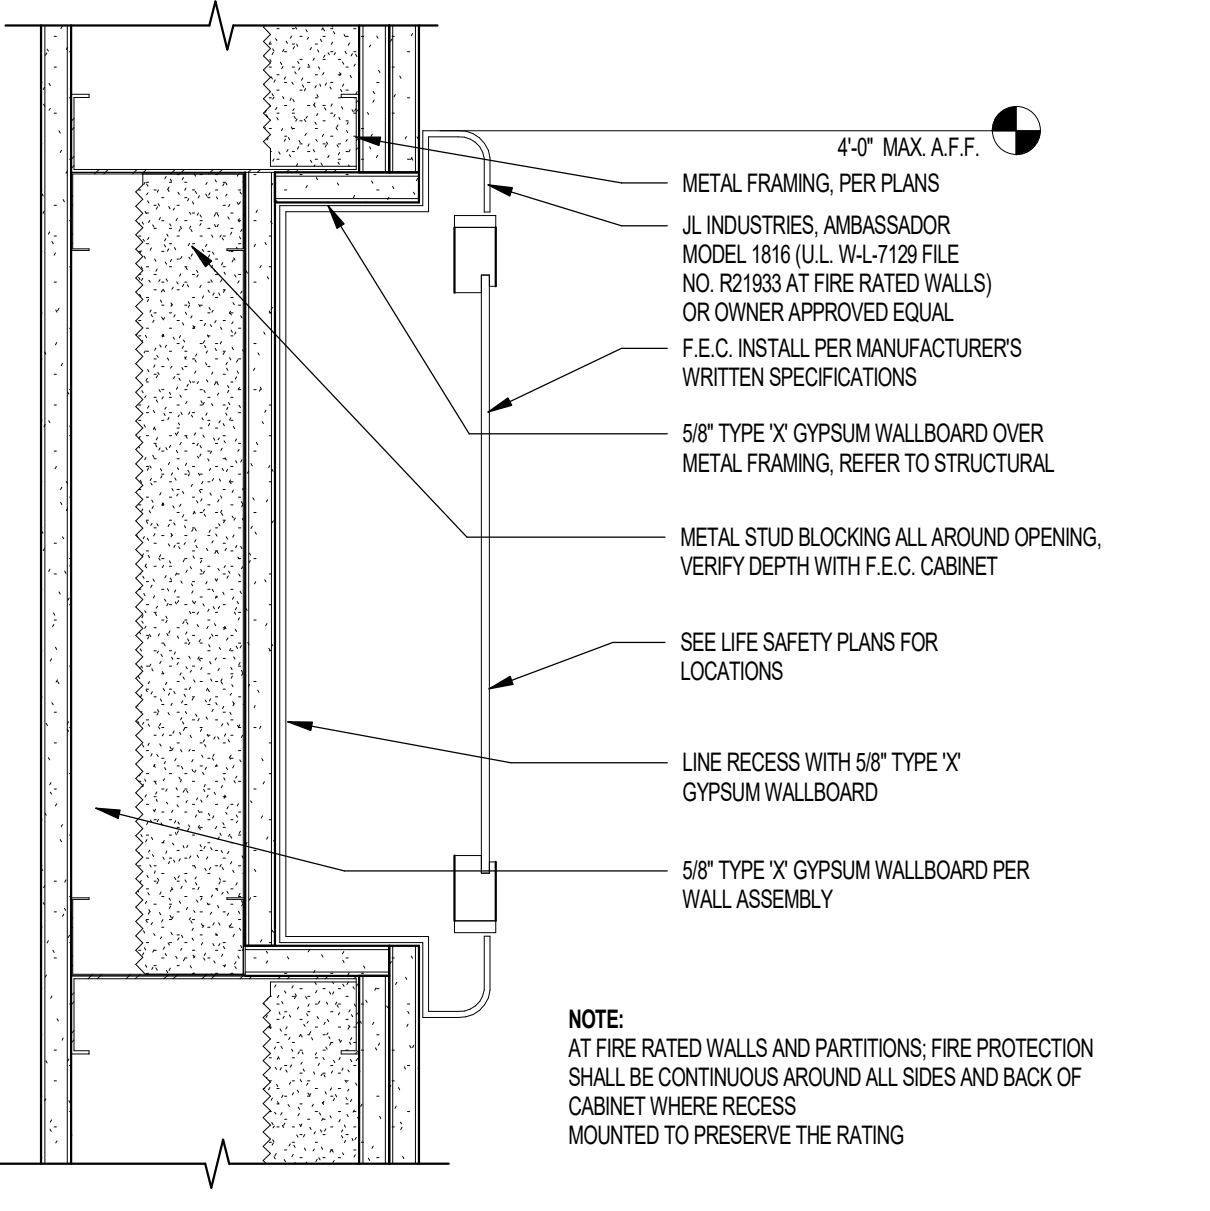 4'-0" MAX. A.F.F.
METAL FRAMING, PER PLANS
JL INDUSTRIES, AMBASSADOR
MODEL 1816 (U.L. W-L-7129 FILE
NO. R21933 AT FIRE RATED WALLS)
OR OWNER APPROVED EQUAL
F.E.C. INSTALL PER MANUFACTURER'S
WRITTEN SPECIFICATIONS
5/8" TYPE 'X' GYPSUM WALLBOARD OVER
METAL FRAMING, REFER TO STRUCTURAL
METAL STUD BLOCKING ALL AROUND OPENING,
VERIFY DEPTH WITH F.E.C. CABINET
SEE LIFE SAFETY PLANS FOR
LOCATIONS
LINE RECESS WITH 5/8" TYPE 'X'
GYPSUM WALLBOARD
5/8" TYPE 'X' GYPSUM WALLBOARD PER
WALL ASSEMBLY
NOTE:
AT FIRE RATED WALLS AND PARTITIONS; FIRE PROTECTION
SHALL BE CONTINUOUS AROUND ALL SIDES AND BACK OF
CABINET WHERE RECESS
MOUNTED TO PRESERVE THE RATING